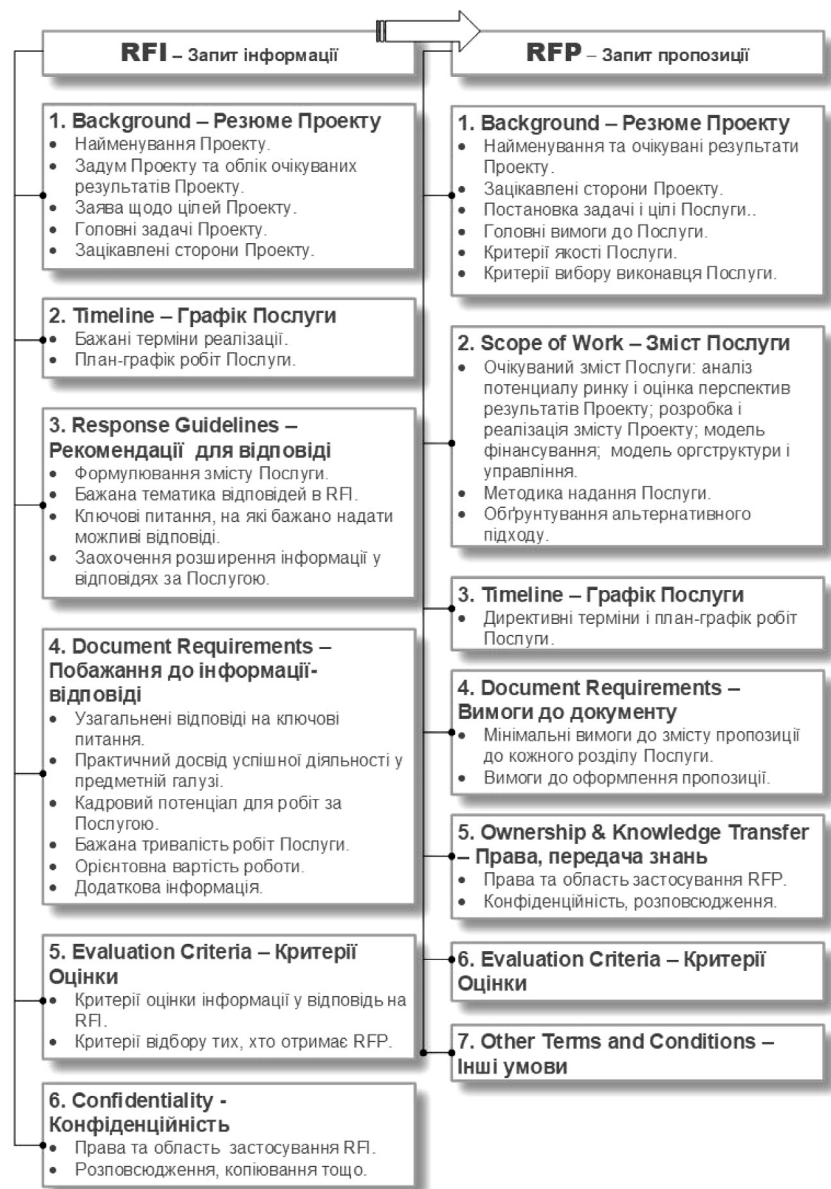 RFI – Запит інформації
1. Background – Резюме Проекту
• Найменування Проекту.
• Задум Проекту та облік очікуваних
результатів Проекту.
• Заява щодо цілей Проекту.
• Головні задачі Проекту.
• Зацікавлені сторони Проекту.
2. Timeline – Графік Послуги
• Бажані терміни реалізації.
• План-графік робіт Послуги.
3. Response Guidelines –
Рекомендації для відповіді
• Формулювання змісту Послуги.
• Бажана тематика відповідей в RFI.
• Ключові питання, на які бажано надати
можливі відповіді.
• Заохочення розширення інформації у
відповідях за Послугою.
4. Document Requirements –
Побажання до інформації-
відповіді
• Узагальнені відповіді на ключові
питання.
• Практичний досвід успішної діяльності у
предметній галузі.
• Кадровий потенціал для робіт за
Послугою.
• Бажана тривалість робіт Послуги.
• Орієнтовна вартість роботи.
• Додаткова інформація.
5. Evaluation Criteria – Критерії
Оцінки
• Критерії оцінки інформації у відповідь на
RFI.
• Критерії відбору тих, хто отримає RFP.
6. Confidentiality -
Конфіденційність
• Права та область застосування RFI.
• Розповсюдження, копіювання тощо.
RFP – Запит пропозиції
1. Background – Резюме Проекту
• Найменування та очікувані результати
Проекту.
• Зацікавлені сторони Проекту.
• Постановка задачі і цілі Послуги..
• Головні вимоги до Послуги.
• Критерії якості Послуги.
• Критерії вибору виконавця Послуги.
2. Scope of Work – Зміст Послуги
• Очікуваний зміст Послуги: аналіз
потенціалу ринку і оцінка перспектив
результатів Проекту; розробка і
реалізація змісту Проекту; модель
фінансування; модель оргструктури і
управління.
• Методика надання Послуги.
• Обґрунтування альтернативного
підходу.
3. Timeline – Графік Послуги
• Директивні терміни і план-графік робіт
Послуги.
4. Document Requirements –
Вимоги до документу
• Мінімальні вимоги до змісту пропозиції
до кожного розділу Послуги.
• Вимоги до оформлення пропозиції.
5. Ownership & Knowledge Transfer
– Права, передача знань
• Права та область застосування RFP.
• Конфіденційність, розповсюдження.
6. Evaluation Criteria – Критерії
Оцінки
7. Other Terms and Conditions –
Інші умови